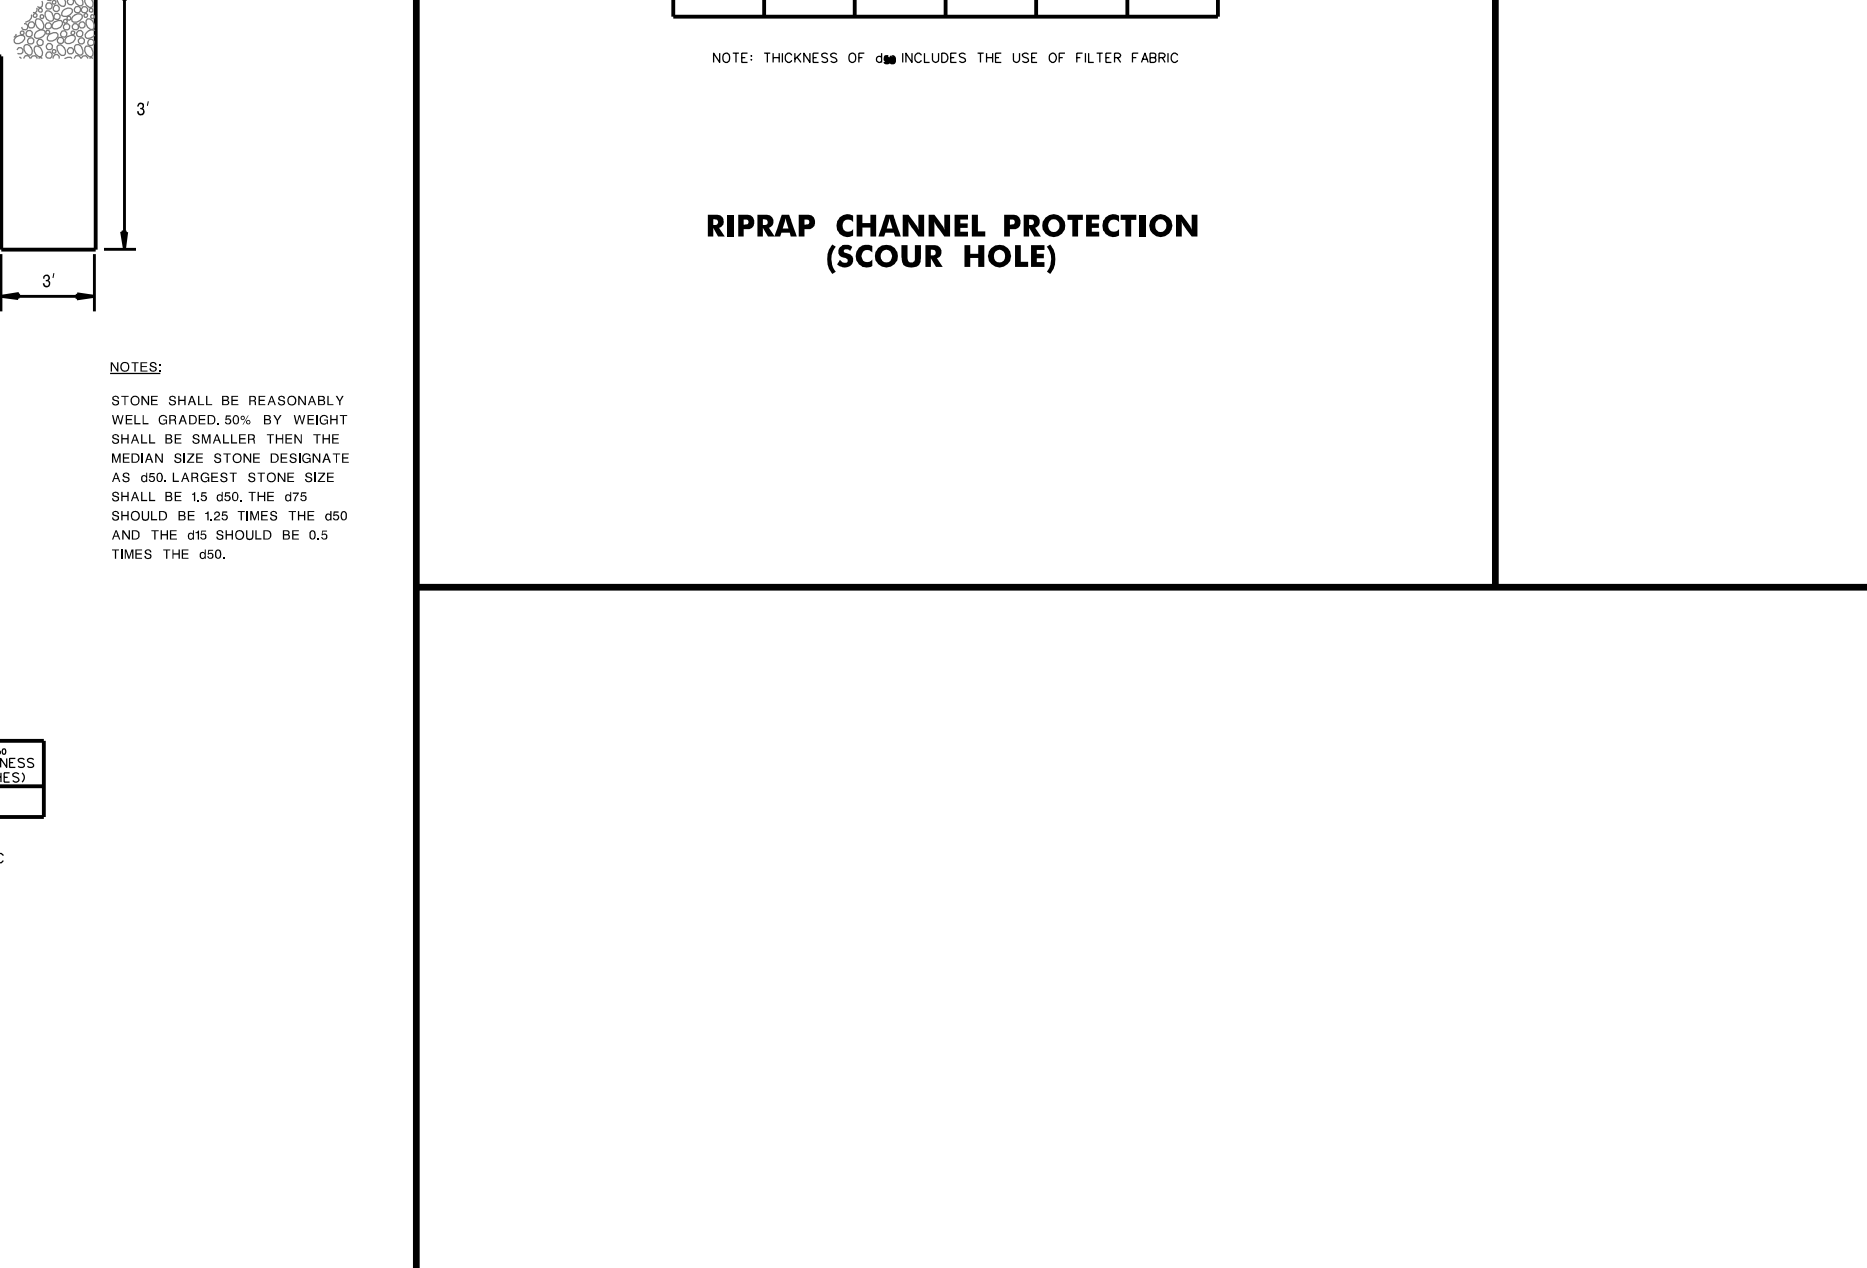 3'
3'
NOTES:
STONE SHALL BE REASONABLY
WELL GRADED. 50% BY WEIGHT
SHALL BE SMALLER THEN THE
MEDIAN SIZE STONE DESIGNATE
AS d50. LARGEST STONE SIZE
SHALL BE 1.5 d50. THE d75
SHOULD BE 1.25 TIMES THE d50
AND THE d15 SHOULD BE 0.5
TIMES THE d50.
NESS
HES)
C
NOTE: THICKNESS OF INCLUDES THE USE OF FILTER FABRIC
RIPRAP CHANNEL PROTECTION
(SCOUR HOLE)